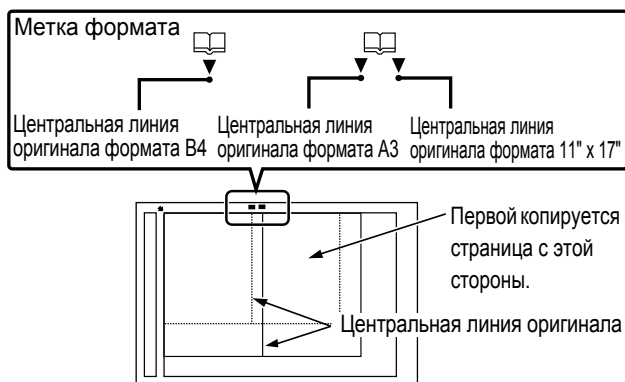 Метка формата
Центральная линия
оригинала формата B4
Центральная линия
оригинала формата A3
Центральная линия
оригинала формата 11" x 17"
Первой копируется
страница с этой
стороны.
Центральная линия оригинала